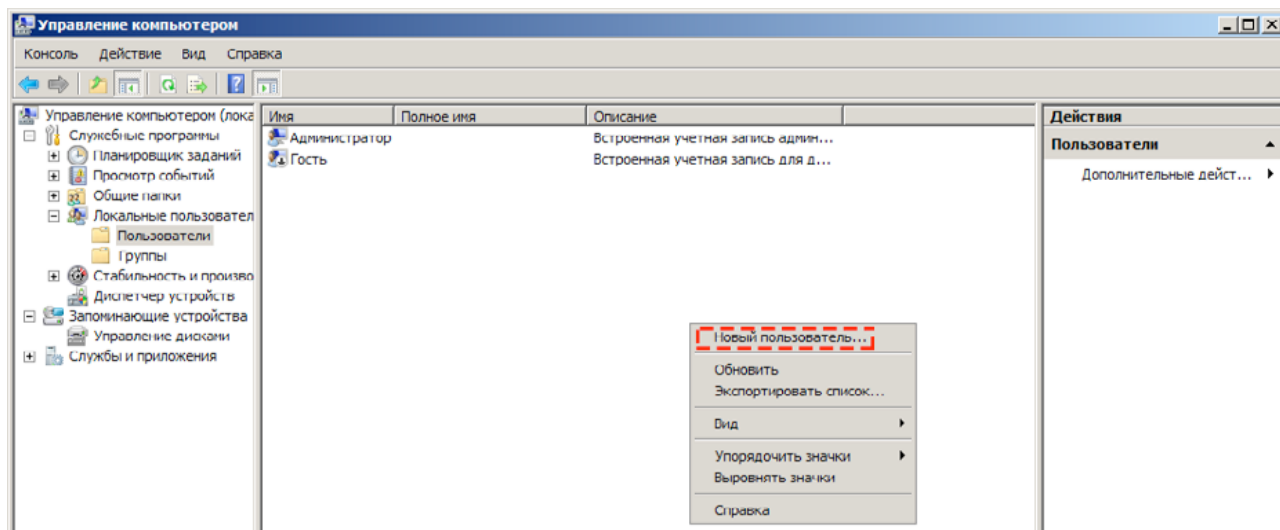 Управление компьютером
Консоль Действие Вид Справка
Управление компьютером (лока
Служебные программы
Планировщик заданий
Просмотр событий
Общие папки
Локальные пользовател
Пользователи
Группы
Стабильность и произво
Диспетчер устройств
Запоминающие устройства
Управление дисками
Службы и приложения
Имя Полное имя Описание
Администратор Встроенная учетная запись админ...
Гость Встроенная учетная запись для д...
Новый пользователь...
Обновить
Экспортировать список...
Вид
Упорядочить значки
Выровнять значки
Справка
Действия
Пользователи
Дополнительные дейст...